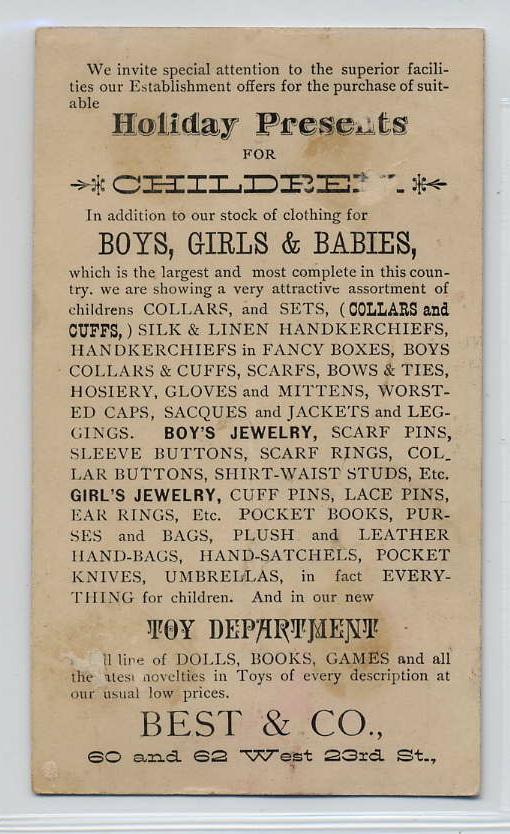 We invite special attention to the superior facili-
ties our Establishment offers for the purchase of suit-
able
Holiday Presents
FOR
CHILDREN.
In addition to our stock of clothing for
BOYS, GIRLS & BABIES,
which is the largest and most complete in this coun-
try. we are showing a very attractive assortment of
childrens COLLARS, and SETS, (COLLARS and
CUFFS,) SILK & LINEN HANDKERCHIEFS,
HANDKERCHIEFS in FANCY BOXES, BOYS
COLLARS & CUFFS, SCARFS, BOWS & TIES,
HOSIERY, GLOVES and MITTENS, WORST-
ED CAPS, SACQUES and JACKETS and LEG-
GINGS. BOY'S JEWELRY, SCARF PINS,
SLEEVE BUTTONS, SCARF RINGS, COL-
LAR BUTTONS, SHIRT-WAIST STUDS, Etc.
GIRL'S JEWELRY, CUFF PINS, LACE PINS,
EAR RINGS, Etc. POCKET BOOKS, PUR-
SES and BAGS, PLUSH and LEATHER
HAND-BAGS, HAND-SATCHELS, POCKET
KNIVES, UMBRELLAS, in fact EVERY-
THING for children. And in our new
TOY DEPARTMENT
line of DOLLS, BOOKS, GAMES and all
the latest novelties in Toys of every description at
our usual low prices.
BEST & CO.,
60 and 62 West 23rd St.,